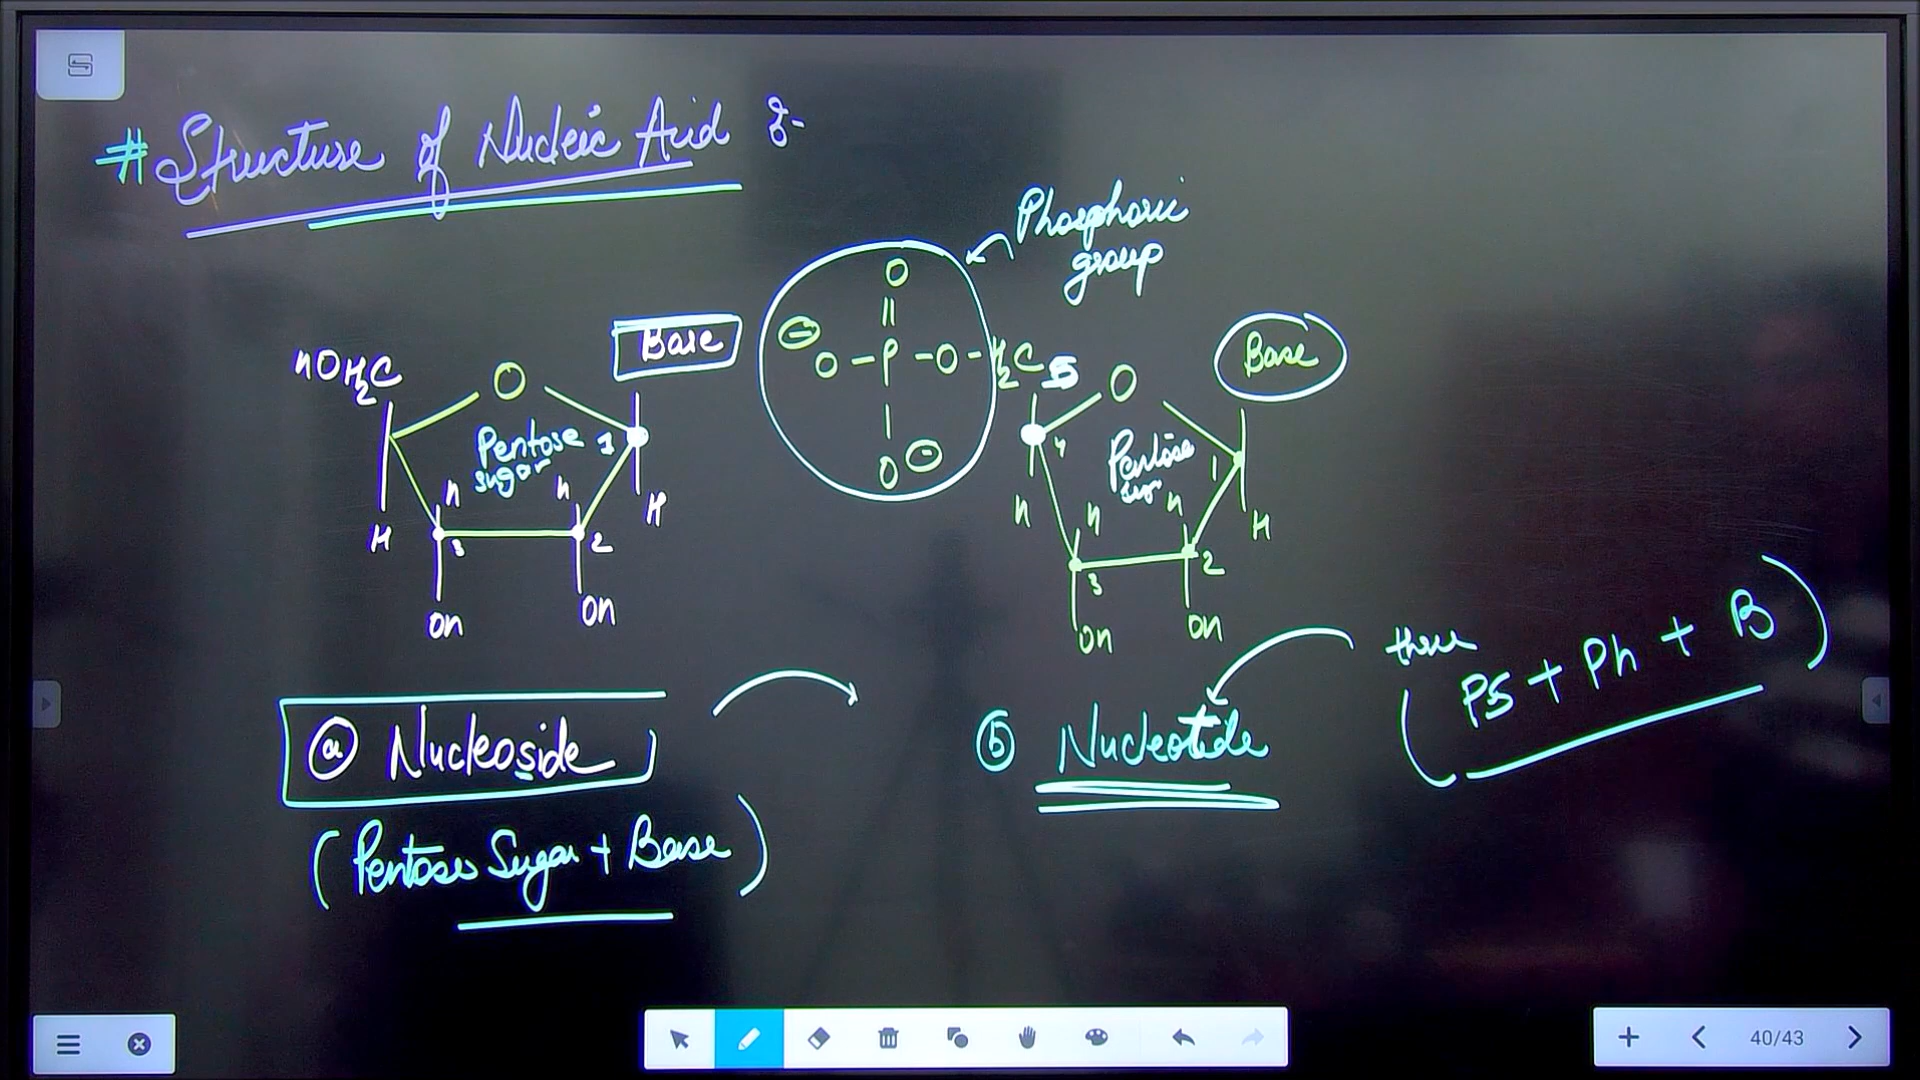 # Structure of Nucleic Acid :-
Phosphoric
group
O
||
⊖ O - P - O - H2C 5
|
O ⊖
HOH2C
O
Base
Pentose
sugar
1
H
H
H
H
3
2
OH
OH
O
Base
4
Pentose
1
H
H
H
H
3
2
OH
OH
three
(PS + Ph + B)
(a) Nucleoside
(b) Nucleotide
(Pentose Sugar + Base)
40/43